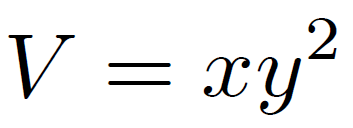 V = xy²